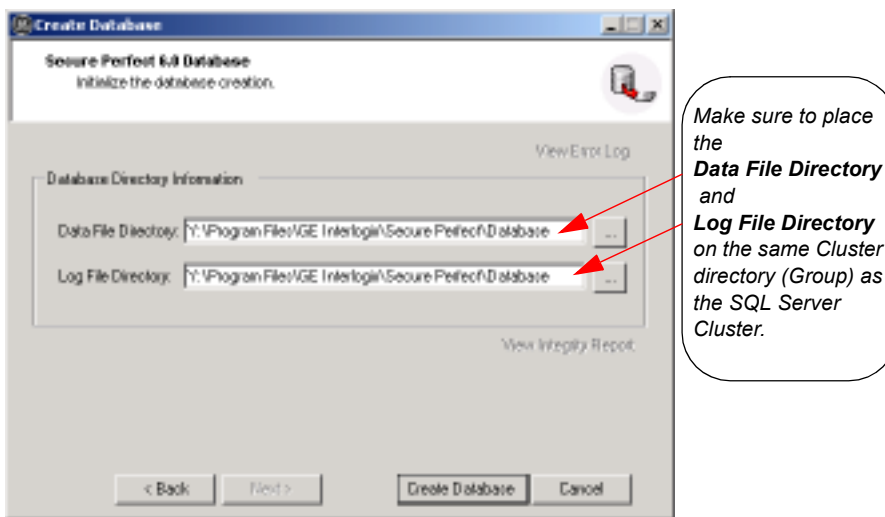 Create Database
Secure Perfect 6.0 Database
Initialize the database creation.
View Error Log
Database Directory Information
Data File Directory: Y:\Program Files\GE Interlogix\Secure Perfect\Database ...
Log File Directory: Y:\Program Files\GE Interlogix\Secure Perfect\Database ...
View Integrity Report
< Back Next > Create Database Cancel
Make sure to place
the
Data File Directory
and
Log File Directory
on the same Cluster
directory (Group) as
the SQL Server
Cluster.